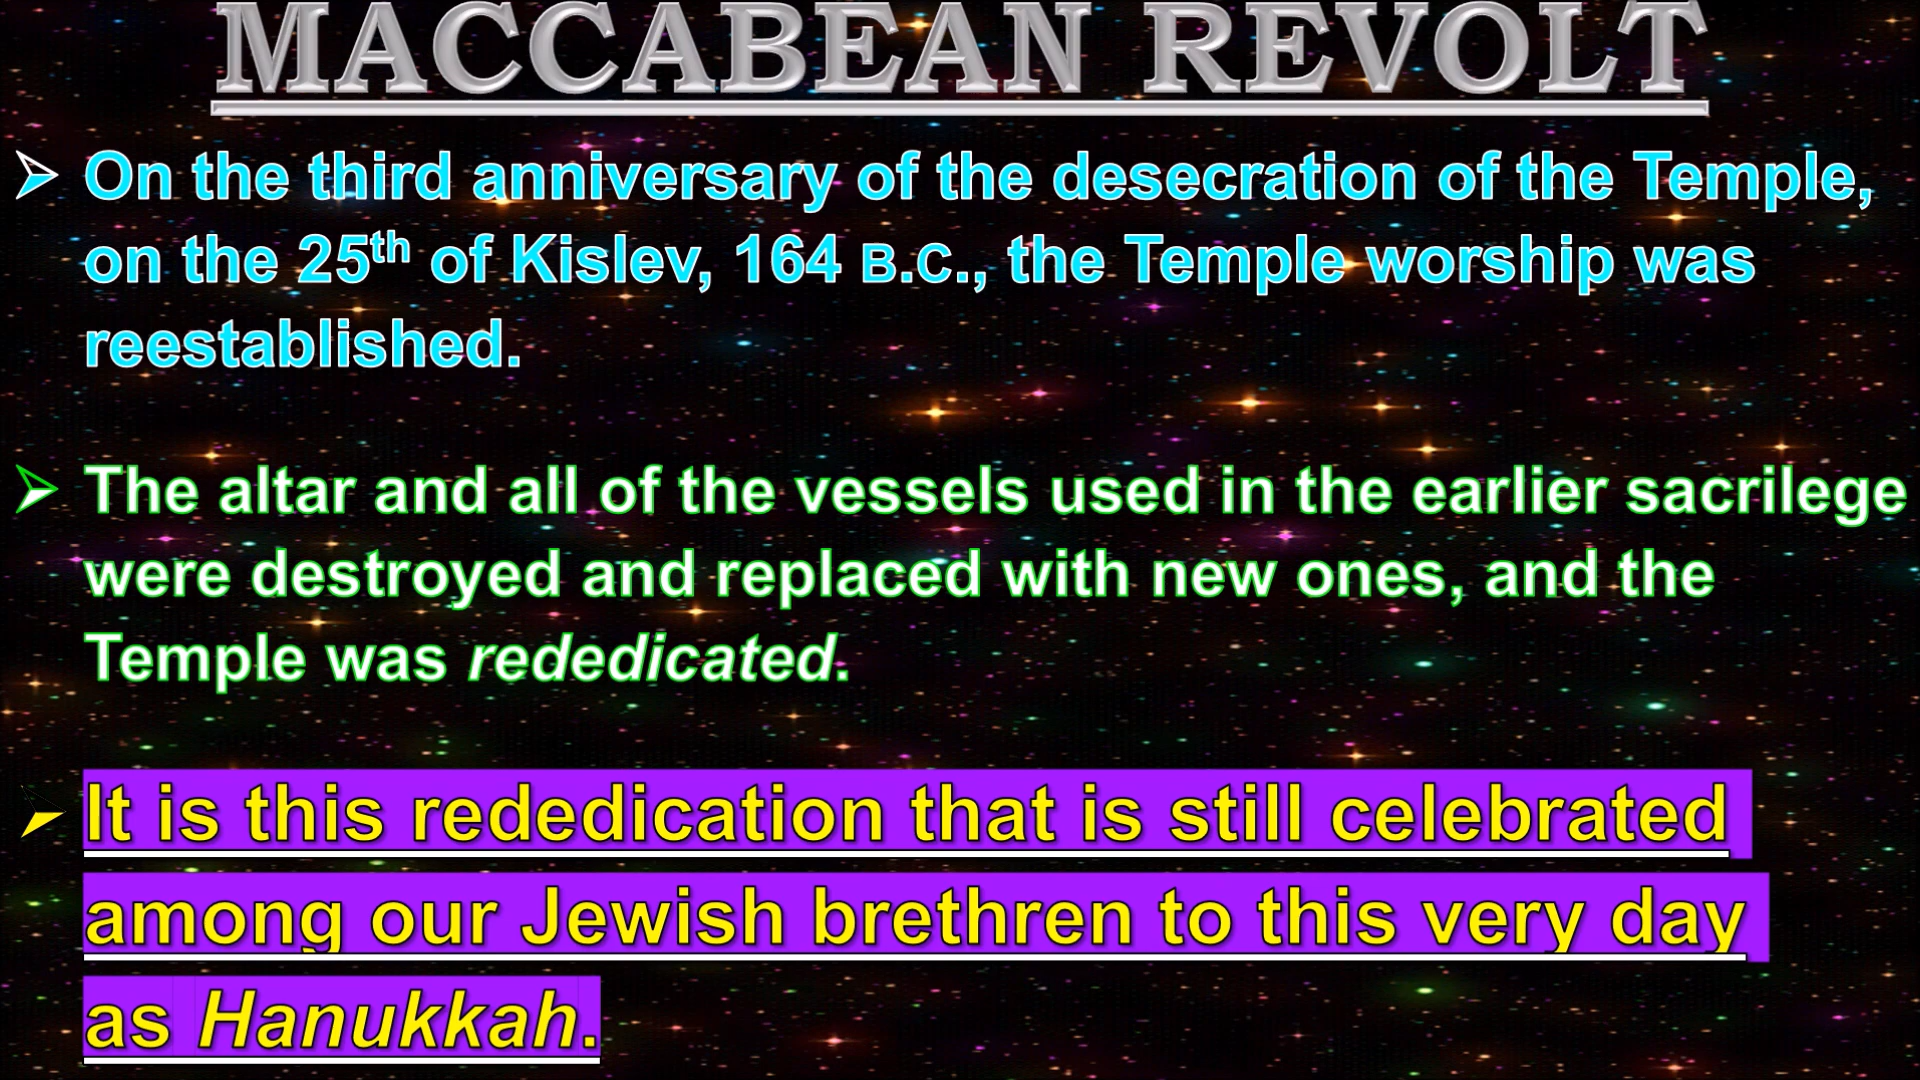 MACCABEAN REVOLT
➢ On the third anniversary of the desecration of the Temple,
on the 25th of Kislev, 164 B.C., the Temple worship was
reestablished.
➢ The altar and all of the vessels used in the earlier sacrilege
were destroyed and replaced with new ones, and the
Temple was rededicated.
➢ It is this rededication that is still celebrated
among our Jewish brethren to this very day
as Hanukkah.